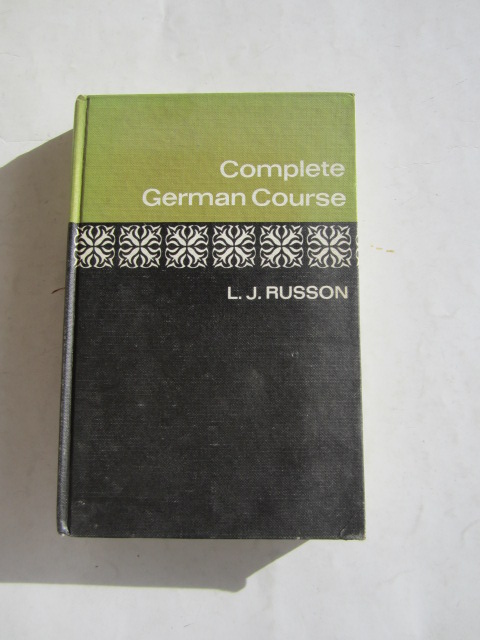 Complete
German Course
L. J. RUSSON